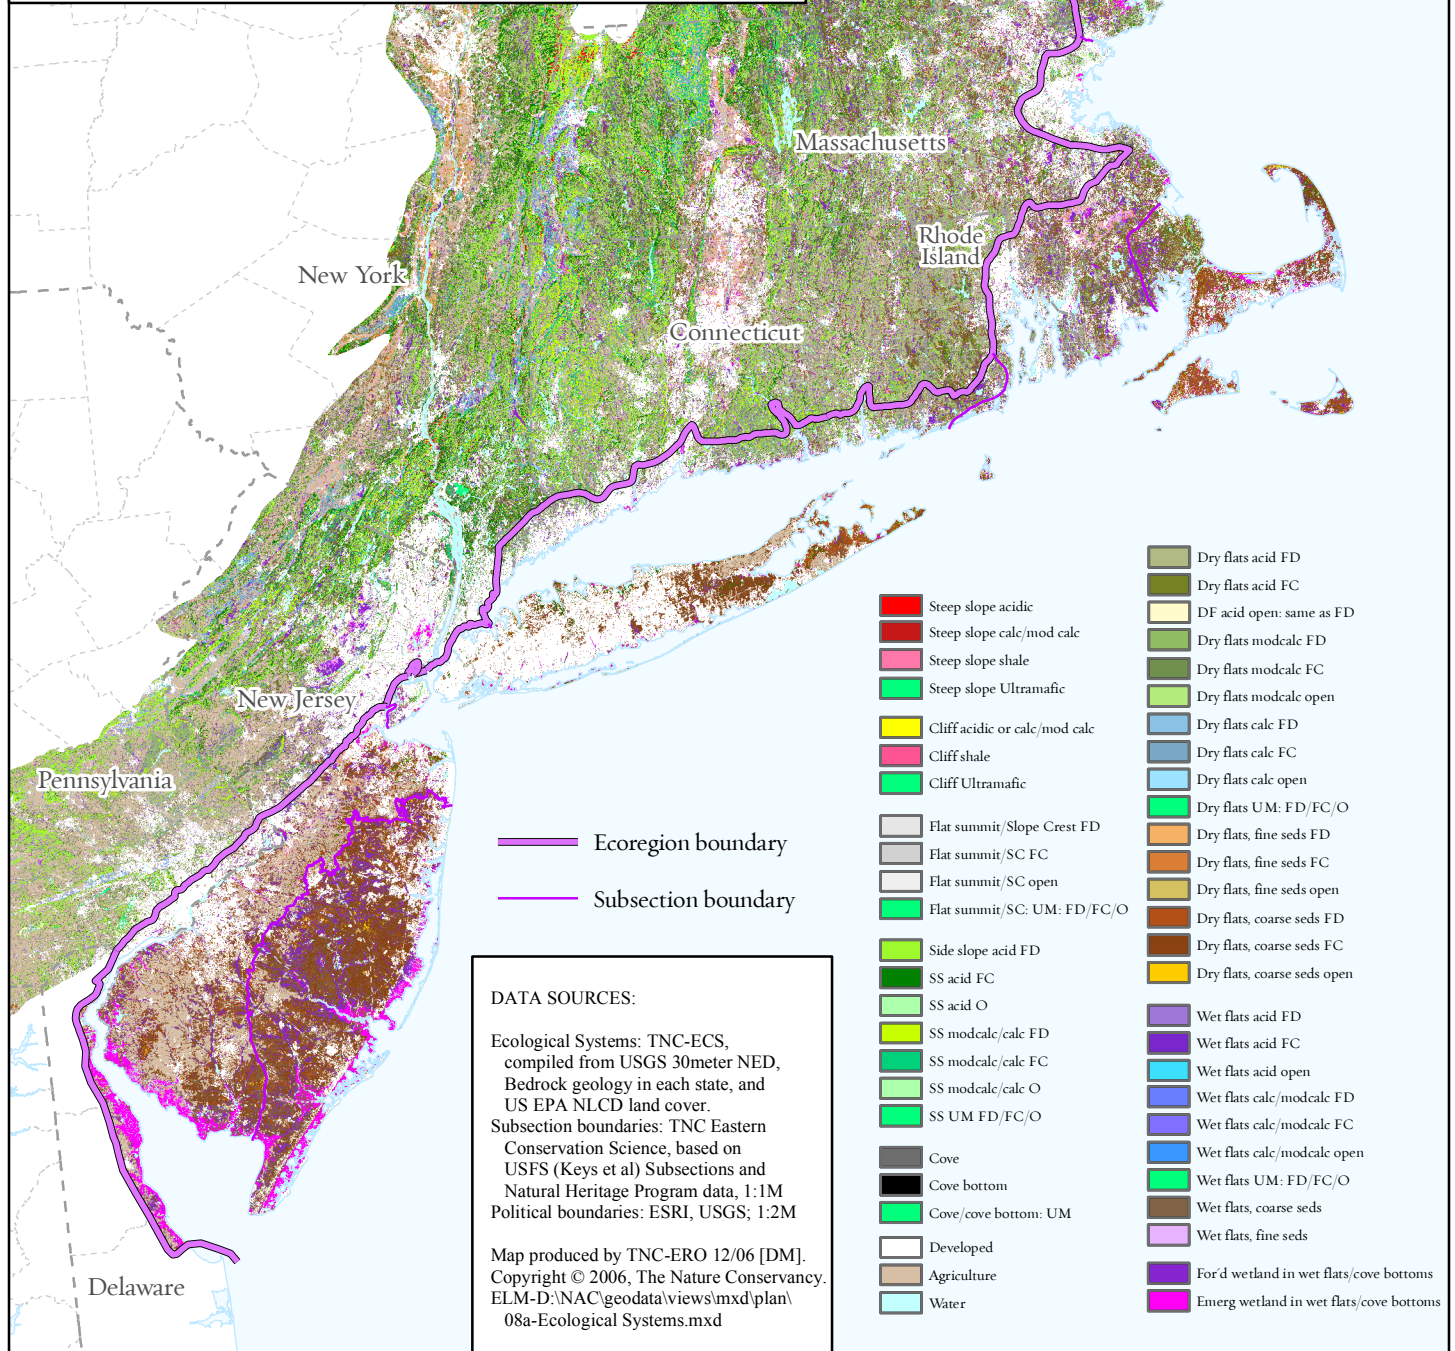 Massachusetts
Rhode
Island
New York
Connecticut
New Jersey
Pennsylvania
Delaware
Ecoregion boundary
Subsection boundary
DATA SOURCES:
Ecological Systems: TNC-ECS,
compiled from USGS 30meter NED,
Bedrock geology in each state, and
US EPA NLCD land cover.
Subsection boundaries: TNC Eastern
Conservation Science, based on
USFS (Keys et al) Subsections and
Natural Heritage Program data, 1:1M
Political boundaries: ESRI, USGS; 1:2M
Map produced by TNC-ERO 12/06 [DM].
Copyright © 2006, The Nature Conservancy.
ELM-D:\NAC\geodata\views\mxd\plan\
08a-Ecological Systems.mxd
Steep slope acidic
Steep slope calc/mod calc
Steep slope shale
Steep slope Ultramafic
Cliff acidic or calc/mod calc
Cliff shale
Cliff Ultramafic
Flat summit/Slope Crest FD
Flat summit/SC FC
Flat summit/SC open
Flat summit/SC: UM: FD/FC/O
Side slope acid FD
SS acid FC
SS acid O
SS modcalc/calc FD
SS modcalc/calc FC
SS modcalc/calc O
SS UM FD/FC/O
Cove
Cove bottom
Cove/cove bottom: UM
Developed
Agriculture
Water
Dry flats acid FD
Dry flats acid FC
DF acid open: same as FD
Dry flats modcalc FD
Dry flats modcalc FC
Dry flats modcalc open
Dry flats calc FD
Dry flats calc FC
Dry flats calc open
Dry flats UM: FD/FC/O
Dry flats, fine seds FD
Dry flats, fine seds FC
Dry flats, fine seds open
Dry flats, coarse seds FD
Dry flats, coarse seds FC
Dry flats, coarse seds open
Wet flats acid FD
Wet flats acid FC
Wet flats acid open
Wet flats calc/modcalc FD
Wet flats calc/modcalc FC
Wet flats calc/modcalc open
Wet flats UM: FD/FC/O
Wet flats, coarse seds
Wet flats, fine seds
For'd wetland in wet flats/cove bottoms
Emerg wetland in wet flats/cove bottoms